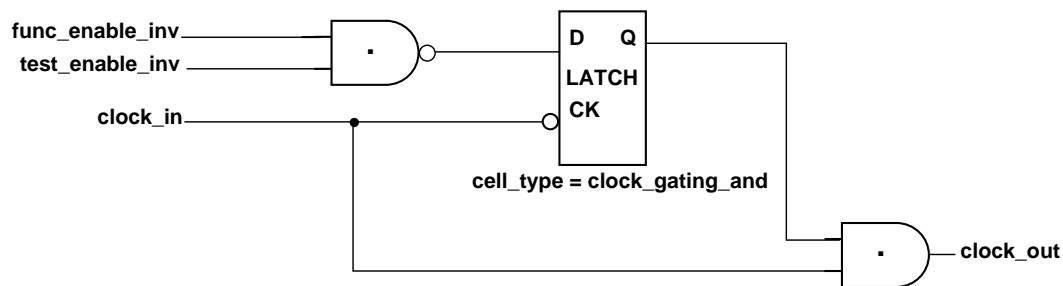 func_enable_inv
test_enable_inv
clock_in
D Q
LATCH
CK
cell_type = clock_gating_and
clock_out